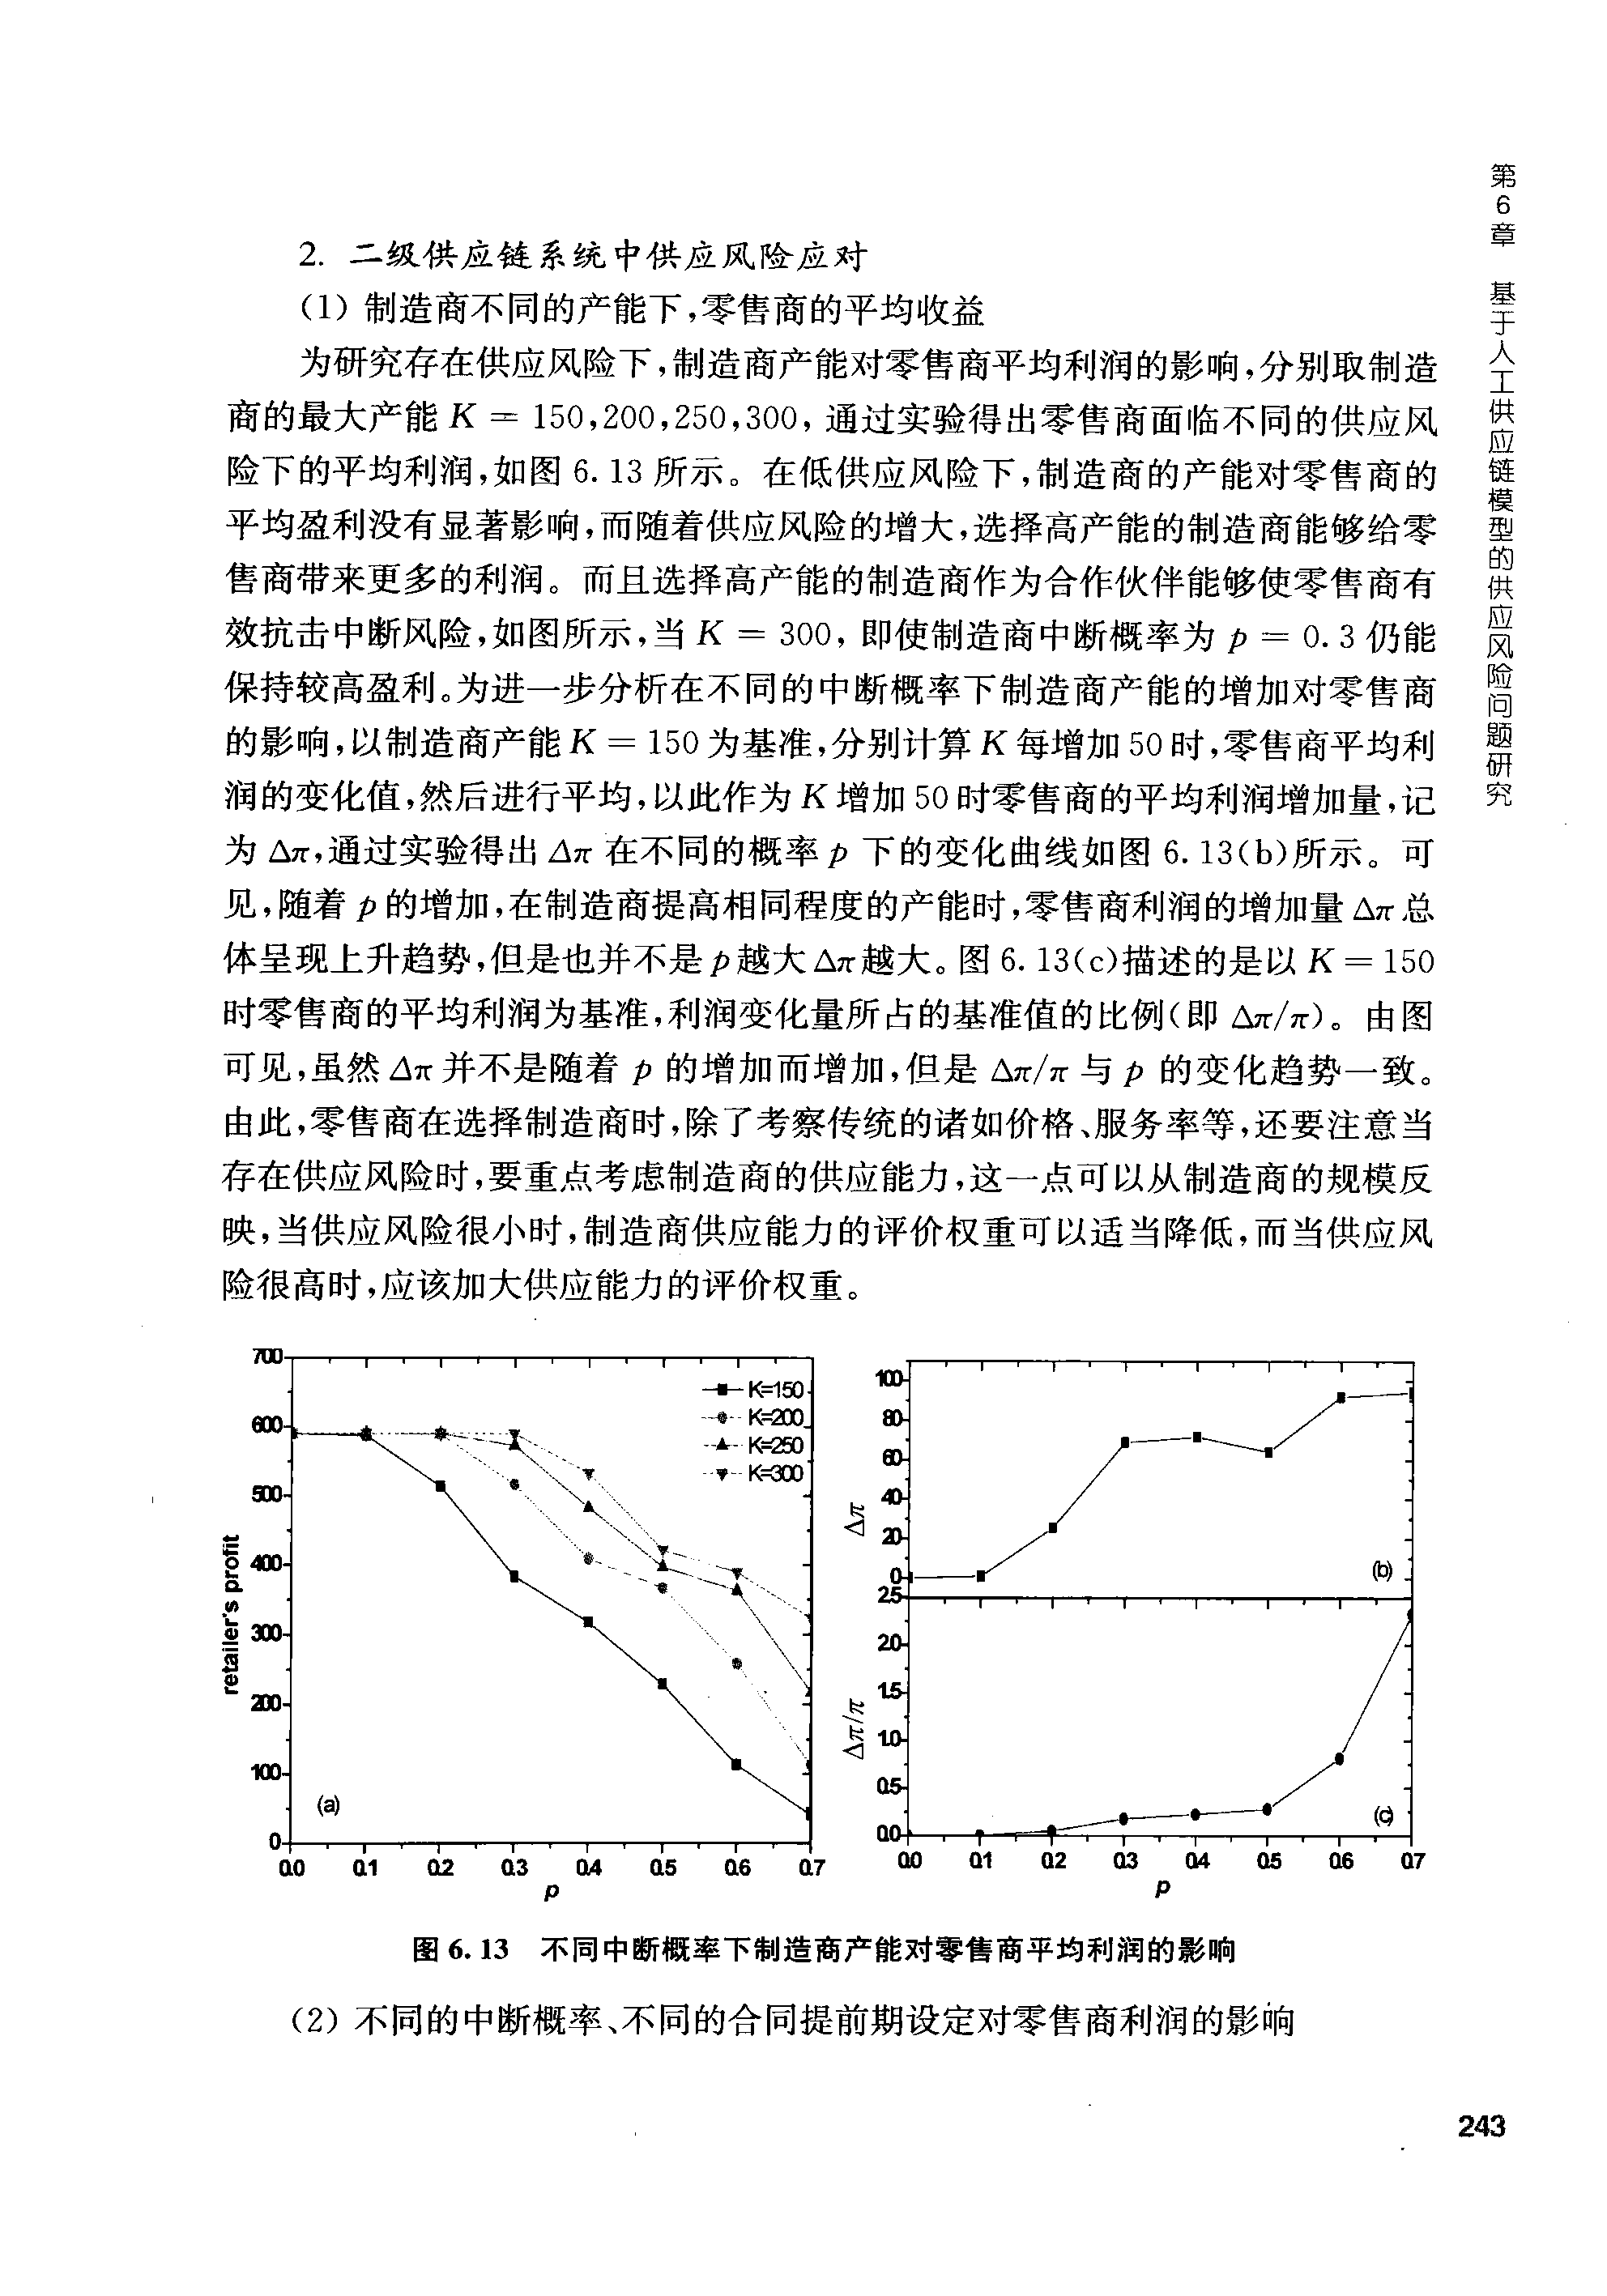 第6章 基于人工供应链模型的供应风险问题研究
2. 二级供应链系统中供应风险应对
(1) 制造商不同的产能下,零售商的平均收益
为研究存在供应风险下,制造商产能对零售商平均利润的影响,分别取制造
商的最大产能 K = 150,200,250,300, 通过实验得出零售商面临不同的供应风
险下的平均利润,如图 6.13 所示。在低供应风险下,制造商的产能对零售商的
平均盈利没有显著影响,而随着供应风险的增大,选择高产能的制造商能够给零
售商带来更多的利润。而且选择高产能的制造商作为合作伙伴能够使零售商有
效抗击中断风险,如图所示,当 K = 300, 即使制造商中断概率为 p = 0.3 仍能
保持较高盈利。为进一步分析在不同的中断概率下制造商产能的增加对零售商
的影响,以制造商产能 K = 150 为基准,分别计算 K 每增加 50 时,零售商平均利
润的变化值,然后进行平均,以此作为 K 增加 50 时零售商的平均利润增加量,记
为 Δπ,通过实验得出 Δπ 在不同的概率 p 下的变化曲线如图 6.13(b)所示。可
见,随着 p 的增加,在制造商提高相同程度的产能时,零售商利润的增加量 Δπ 总
体呈现上升趋势,但是也并不是 p 越大 Δπ 越大。图 6.13(c)描述的是以 K = 150
时零售商的平均利润为基准,利润变化量所占的基准值的比例(即 Δπ/π)。由图
可见,虽然 Δπ 并不是随着 p 的增加而增加,但是 Δπ/π 与 p 的变化趋势一致。
由此,零售商在选择制造商时,除了考察传统的诸如价格、服务率等,还要注意当
存在供应风险时,要重点考虑制造商的供应能力,这一点可以从制造商的规模反
映,当供应风险很小时,制造商供应能力的评价权重可以适当降低,而当供应风
险很高时,应该加大供应能力的评价权重。
700
600
500
400
300
200
100
0
retailer's profit
K=150
K=200
K=250
K=300
(a)
0.0 0.1 0.2 0.3 0.4 0.5 0.6 0.7
p
100
80
60
40
20
0
Δπ
(b)
2.5
2.0
1.5
1.0
0.5
0.0
Δπ/π
(c)
0.0 0.1 0.2 0.3 0.4 0.5 0.6 0.7
p
图 6.13 不同中断概率下制造商产能对零售商平均利润的影响
(2) 不同的中断概率、不同的合同提前期设定对零售商利润的影响
243